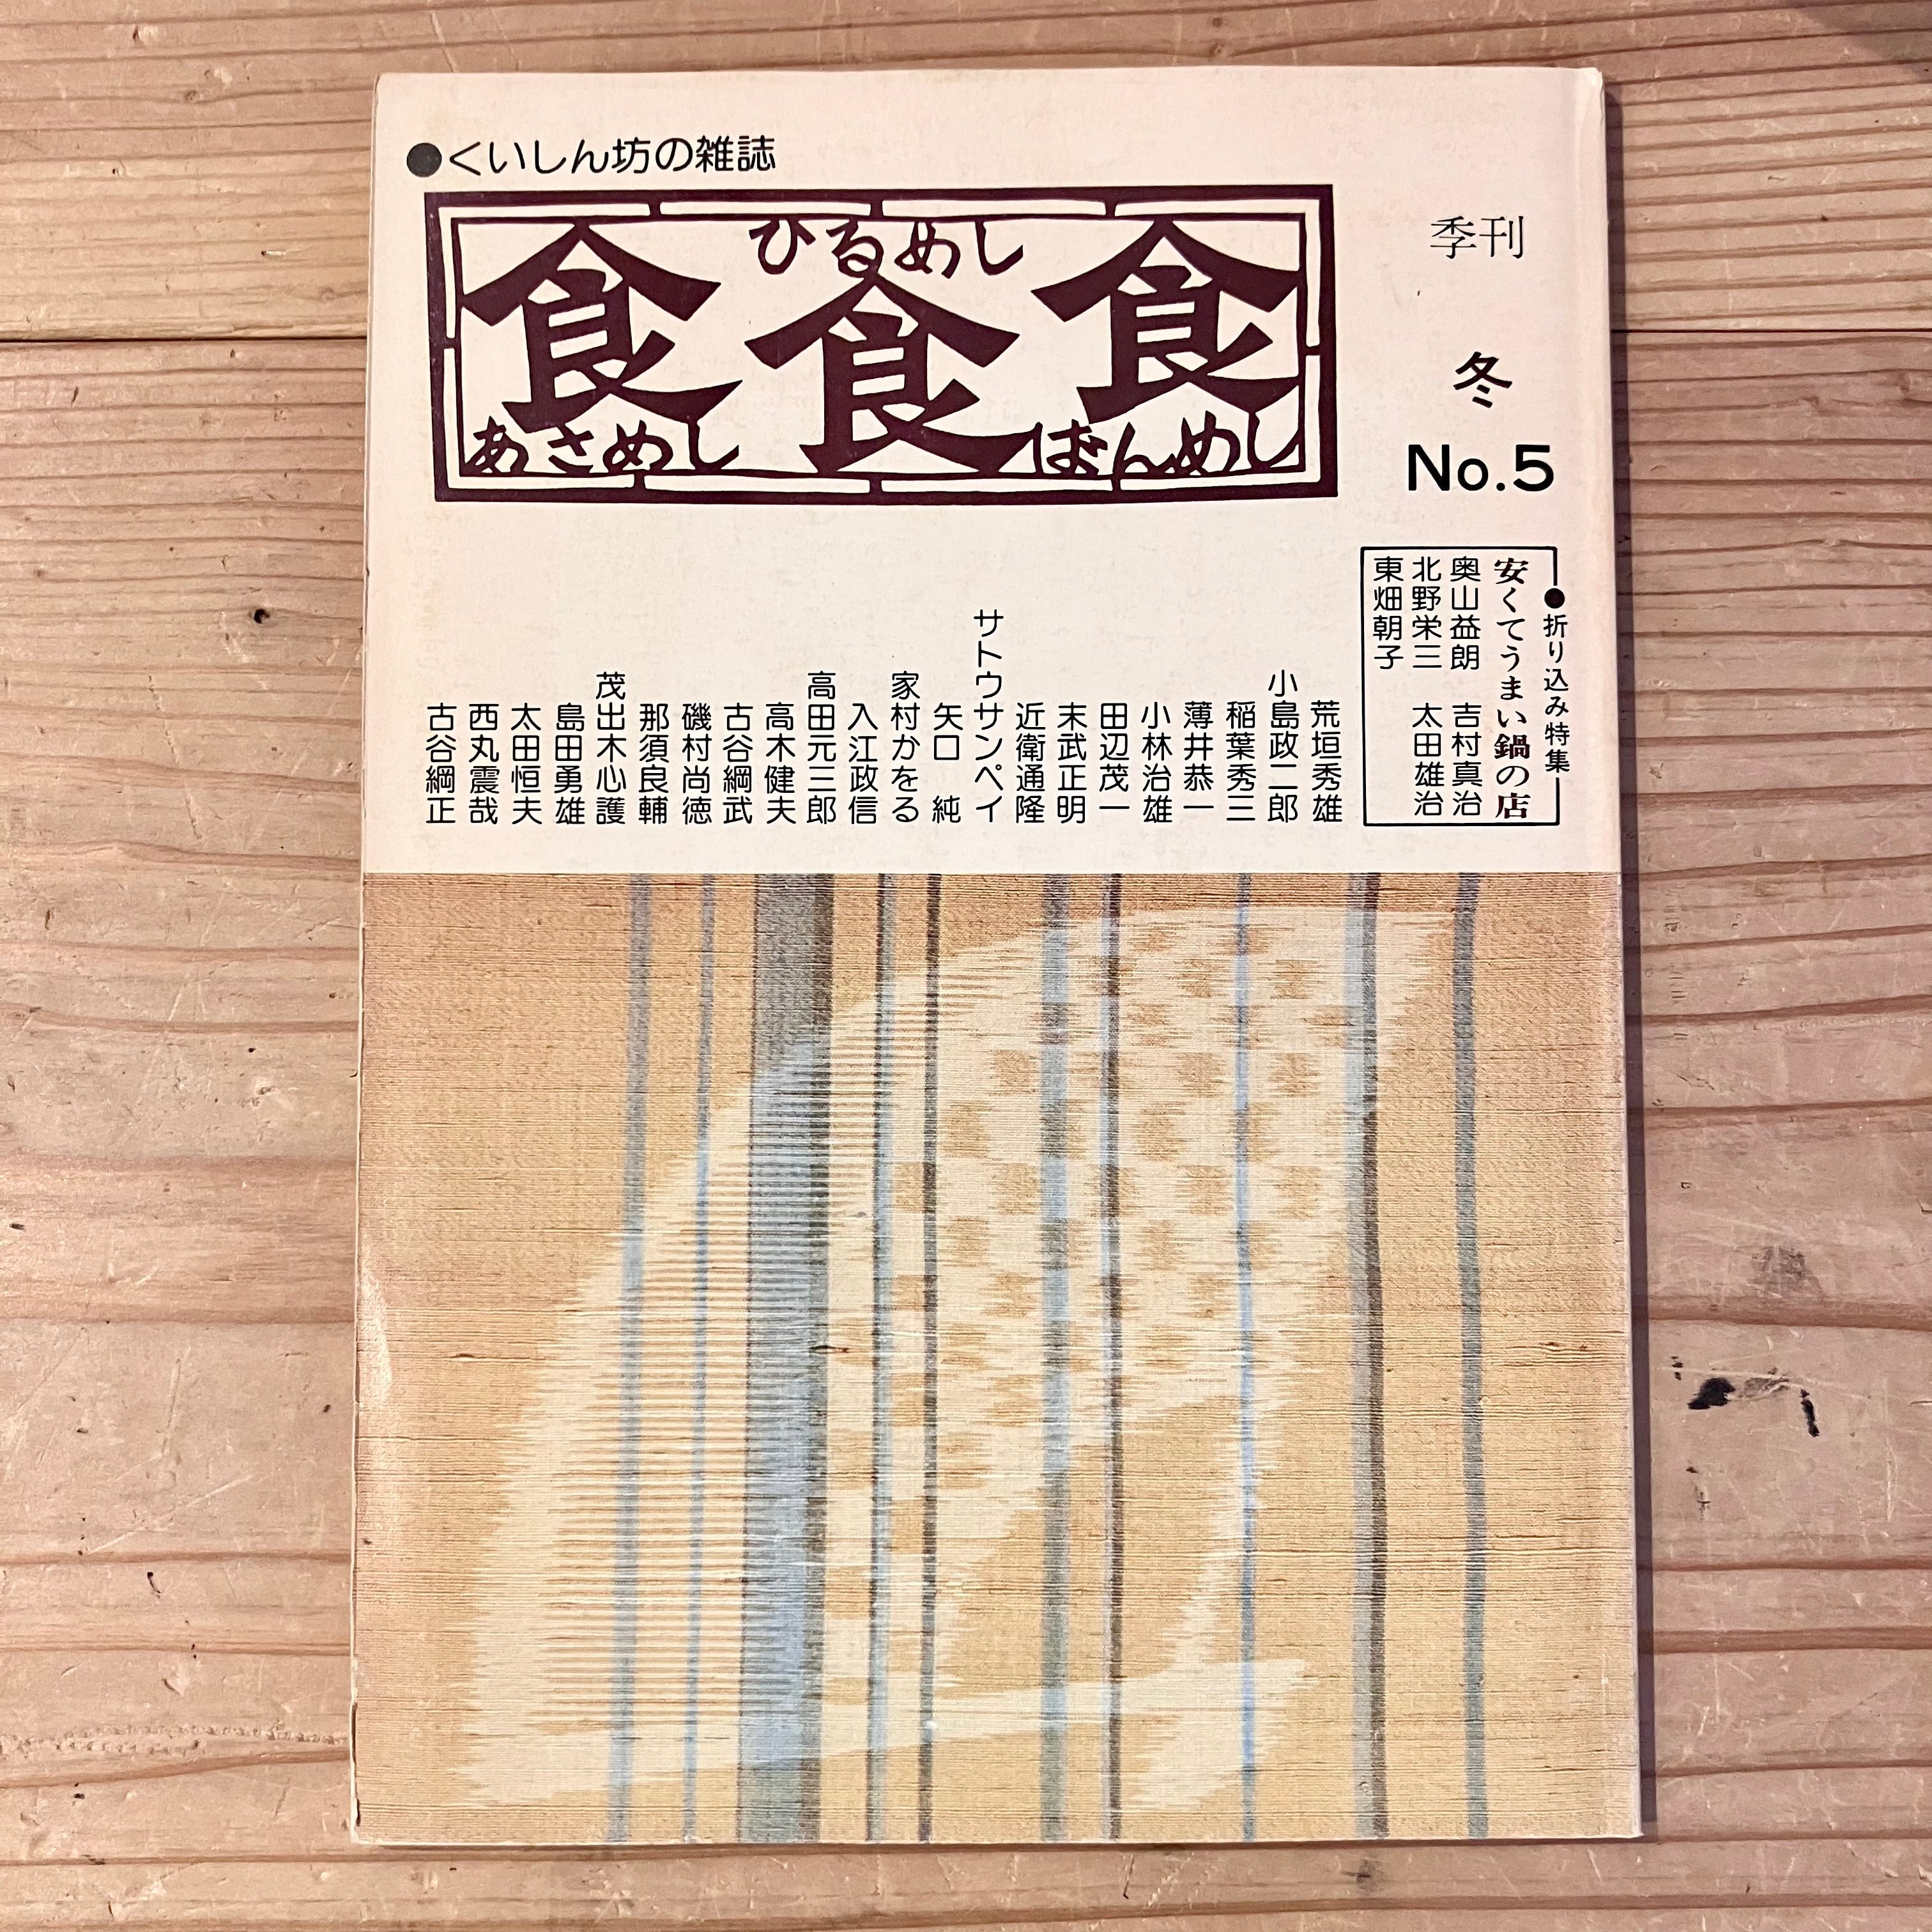 ●くいしん坊の雑誌
食食食
あさめし
ひるめし
ばんめし
季刊
冬
No.5
●折り込み特集
安くてうまい鍋の店
奥山益朗 吉村真治
北野栄三 太田雄治
東畑朝子
荒垣秀雄
小島政二郎
稲葉秀三
薄井恭一
小林治雄
田辺茂一
末武正明
近衛通隆
サトウサンペイ
矢口 純
家村かをる
入江政信
高田元三郎
高木健夫
古谷綱武
磯村尚徳
那須良輔
茂出木心護
島田勇雄
太田恒夫
西丸震哉
古谷綱正